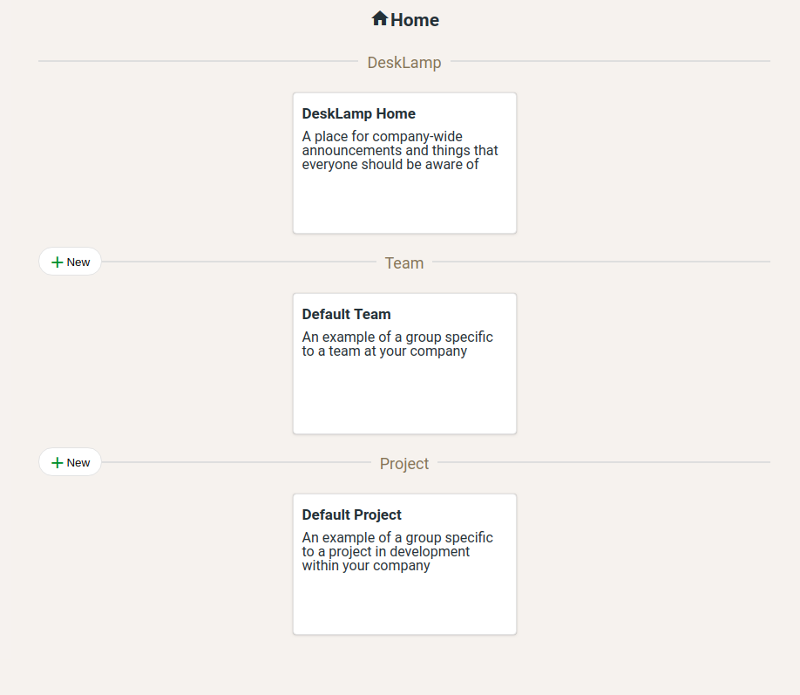 Home
DeskLamp
DeskLamp Home
A place for company-wide
announcements and things that
everyone should be aware of
New
Team
Default Team
An example of a group specific
to a team at your company
New
Project
Default Project
An example of a group specific
to a project in development
within your company